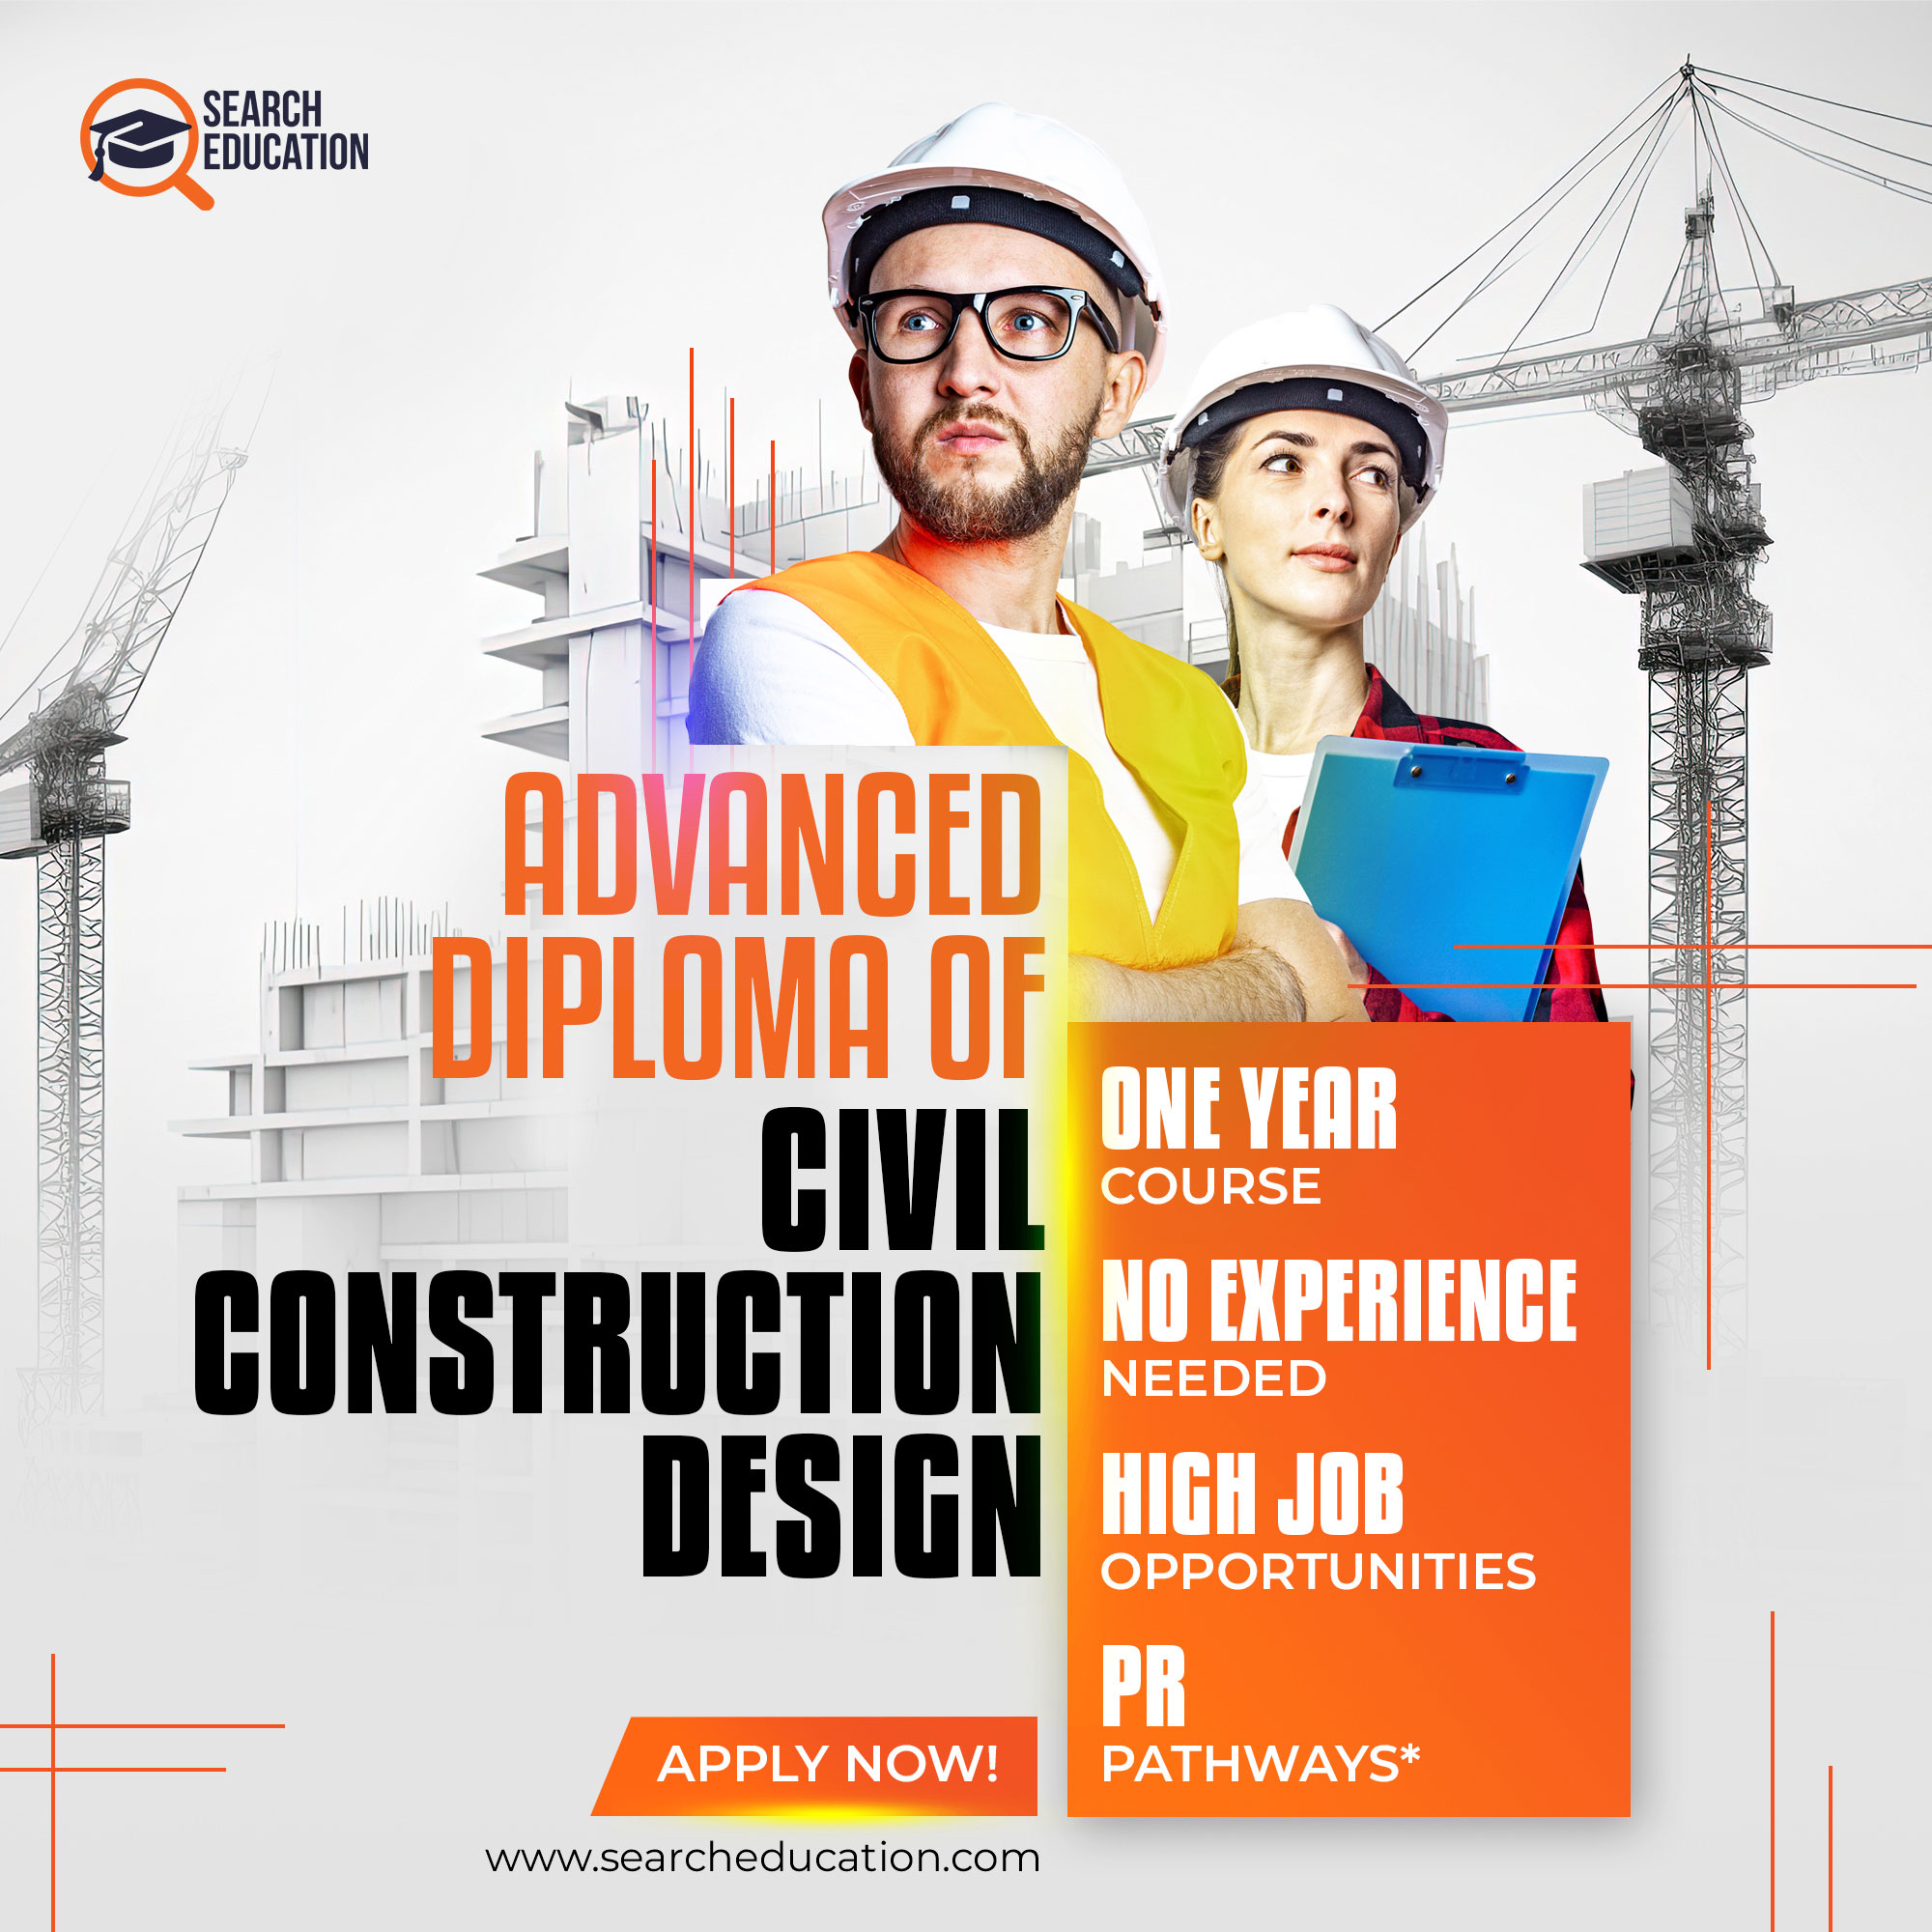 SEARCH
EDUCATION
ADVANCED
DIPLOMA OF
CIVIL
CONSTRUCTION
DESIGN
ONE YEAR
COURSE
NO EXPERIENCE
NEEDED
HIGH JOB
OPPORTUNITIES
PR
PATHWAYS*
APPLY NOW!
www.searcheducation.com